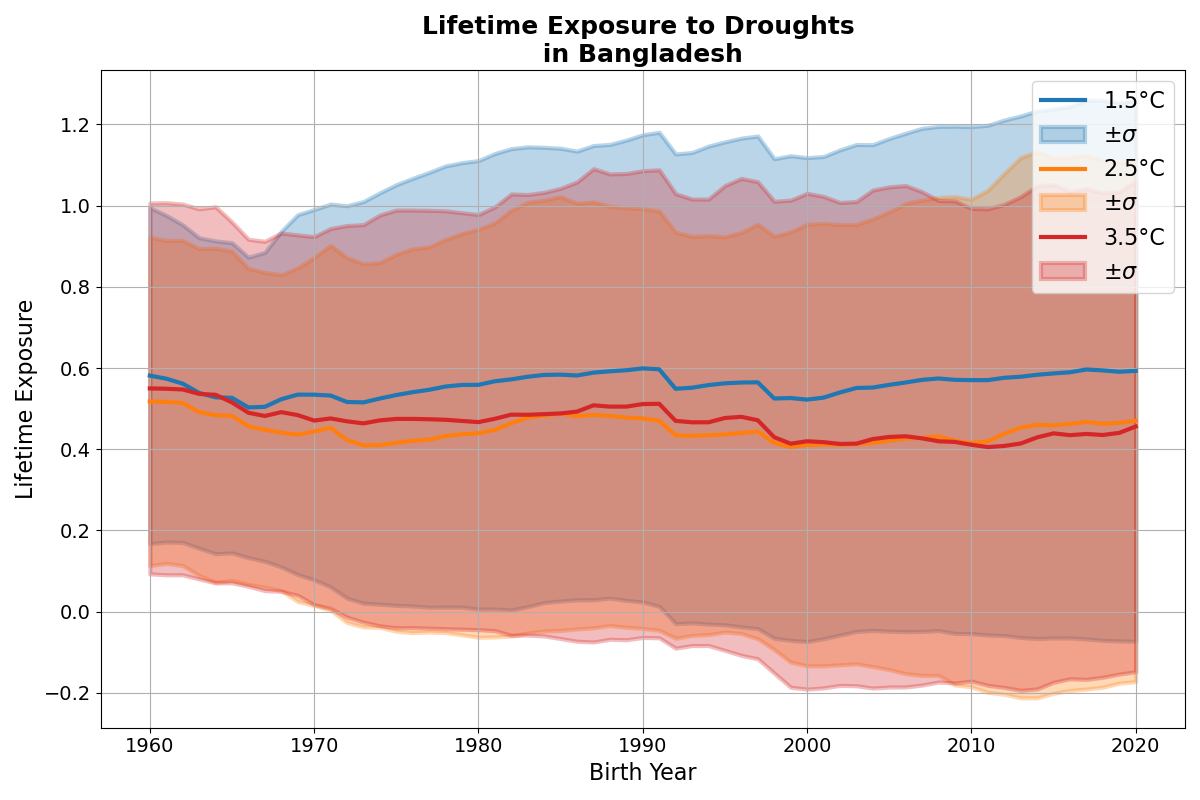 Lifetime Exposure to Droughts
in Bangladesh
1.5°C
±σ
2.5°C
±σ
3.5°C
±σ
Lifetime Exposure
1.2
1.0
0.8
0.6
0.4
0.2
0.0
−0.2
1960 1970 1980 1990 2000 2010 2020
Birth Year